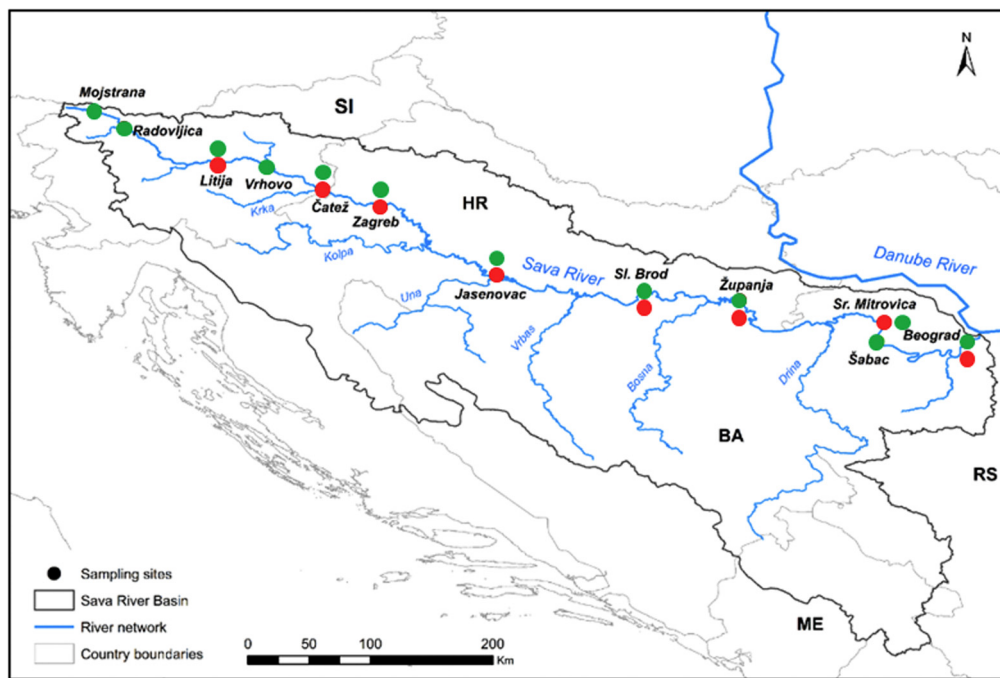 N
SI
Mojstrana
Radovljica
Litija
Vrhovo
Čatež
Krka
Zagreb
HR
Kolpa
Una
Jasenovac
Sava River
Sl. Brod
Županja
Danube River
Sr. Mitrovica
Beograd
Šabac
Vrbas
Bosna
Drina
BA
RS
ME
Sampling sites
Sava River Basin
River network
Country boundaries
0 50 100 200
Km